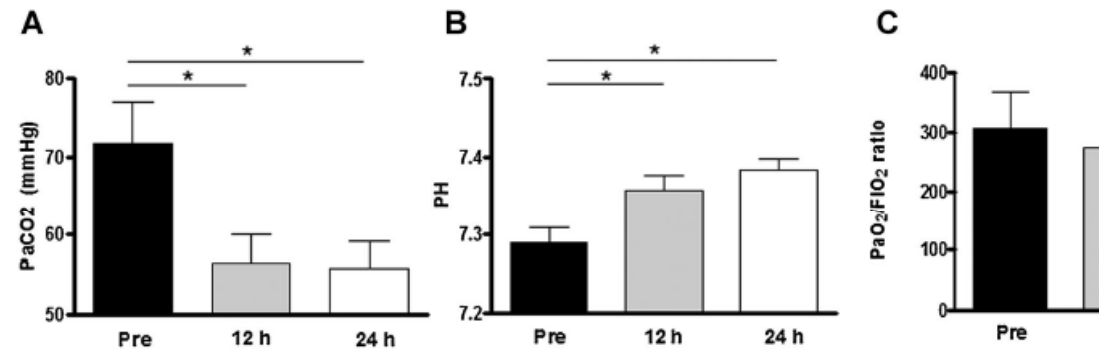 A
PaCO2 (mmHg)
80
70
60
50
*
*
Pre
12 h
24 h
B
PH
7.5
7.4
7.3
7.2
*
*
Pre
12 h
24 h
C
PaO₂/FIO₂ ratio
400
300
200
100
0
Pre